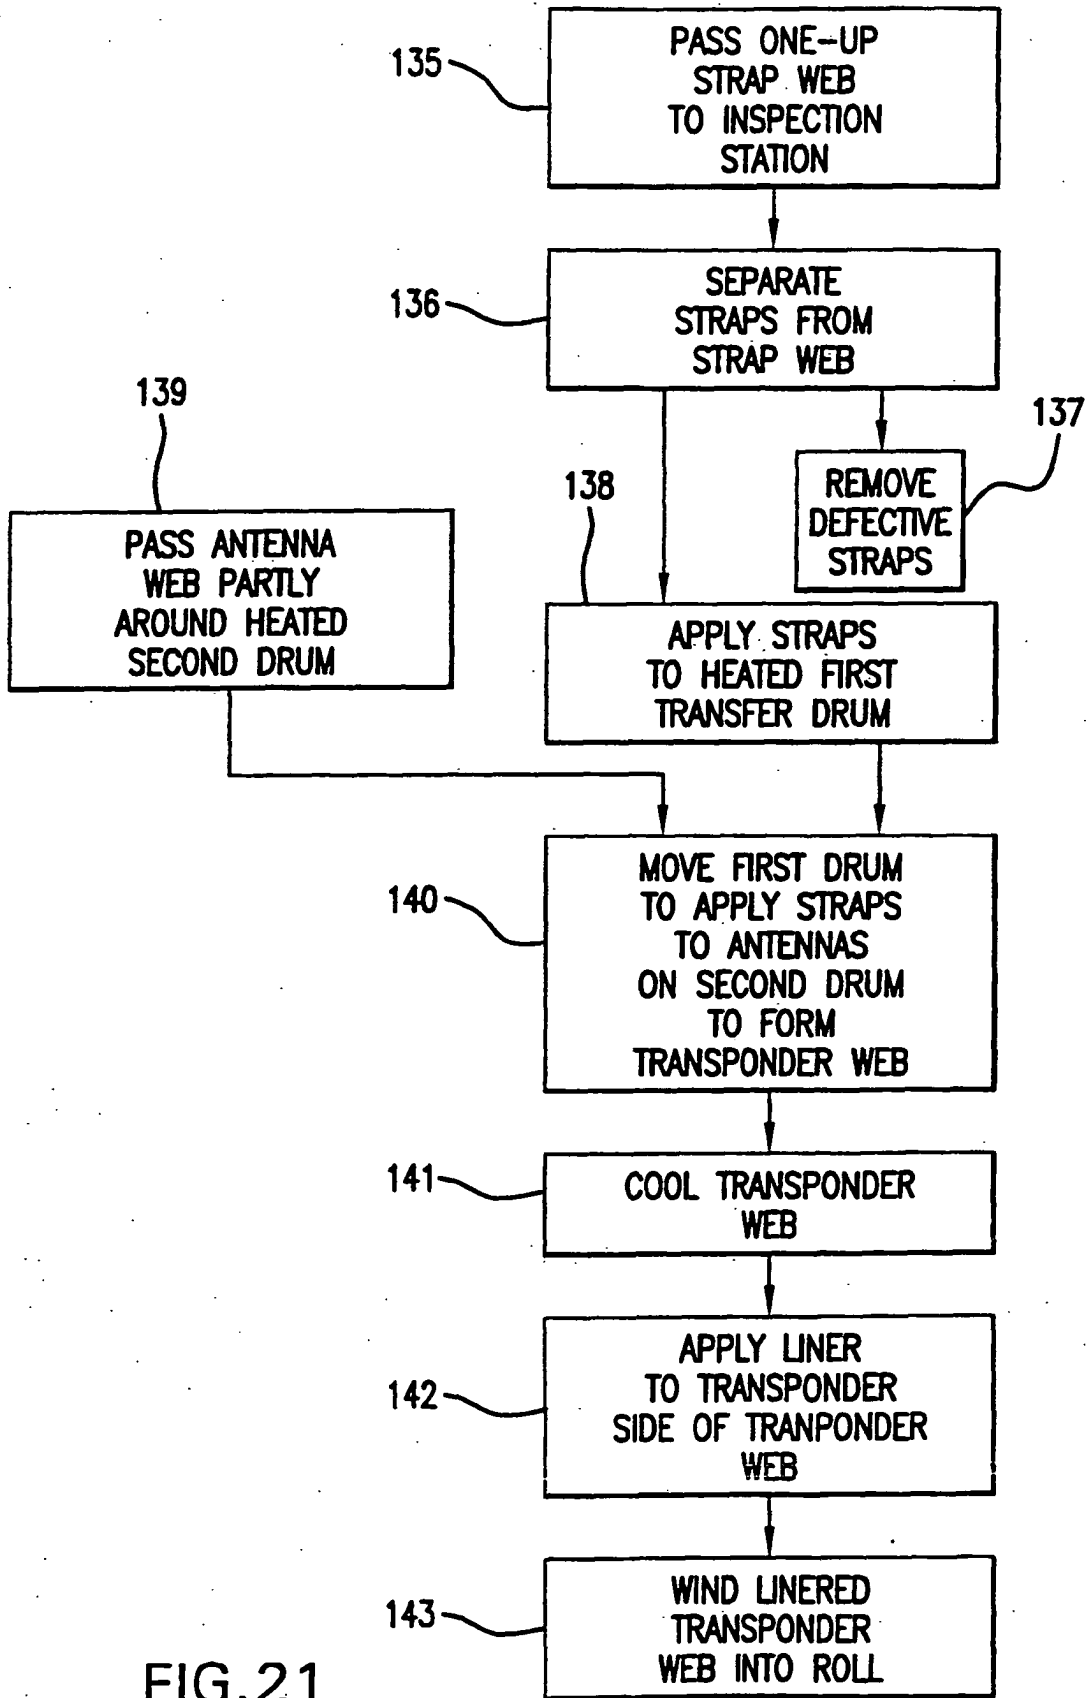 135
PASS ONE-UP
STRAP WEB
TO INSPECTION
STATION
136
SEPARATE
STRAPS FROM
STRAP WEB
137
REMOVE
DEFECTIVE
STRAPS
138
APPLY STRAPS
TO HEATED FIRST
TRANSFER DRUM
139
PASS ANTENNA
WEB PARTLY
AROUND HEATED
SECOND DRUM
140
MOVE FIRST DRUM
TO APPLY STRAPS
TO ANTENNAS
ON SECOND DRUM
TO FORM
TRANSPONDER WEB
141
COOL TRANSPONDER
WEB
142
APPLY LINER
TO TRANSPONDER
SIDE OF TRANPONDER
WEB
143
WIND LINERED
TRANSPONDER
WEB INTO ROLL
FIG.21